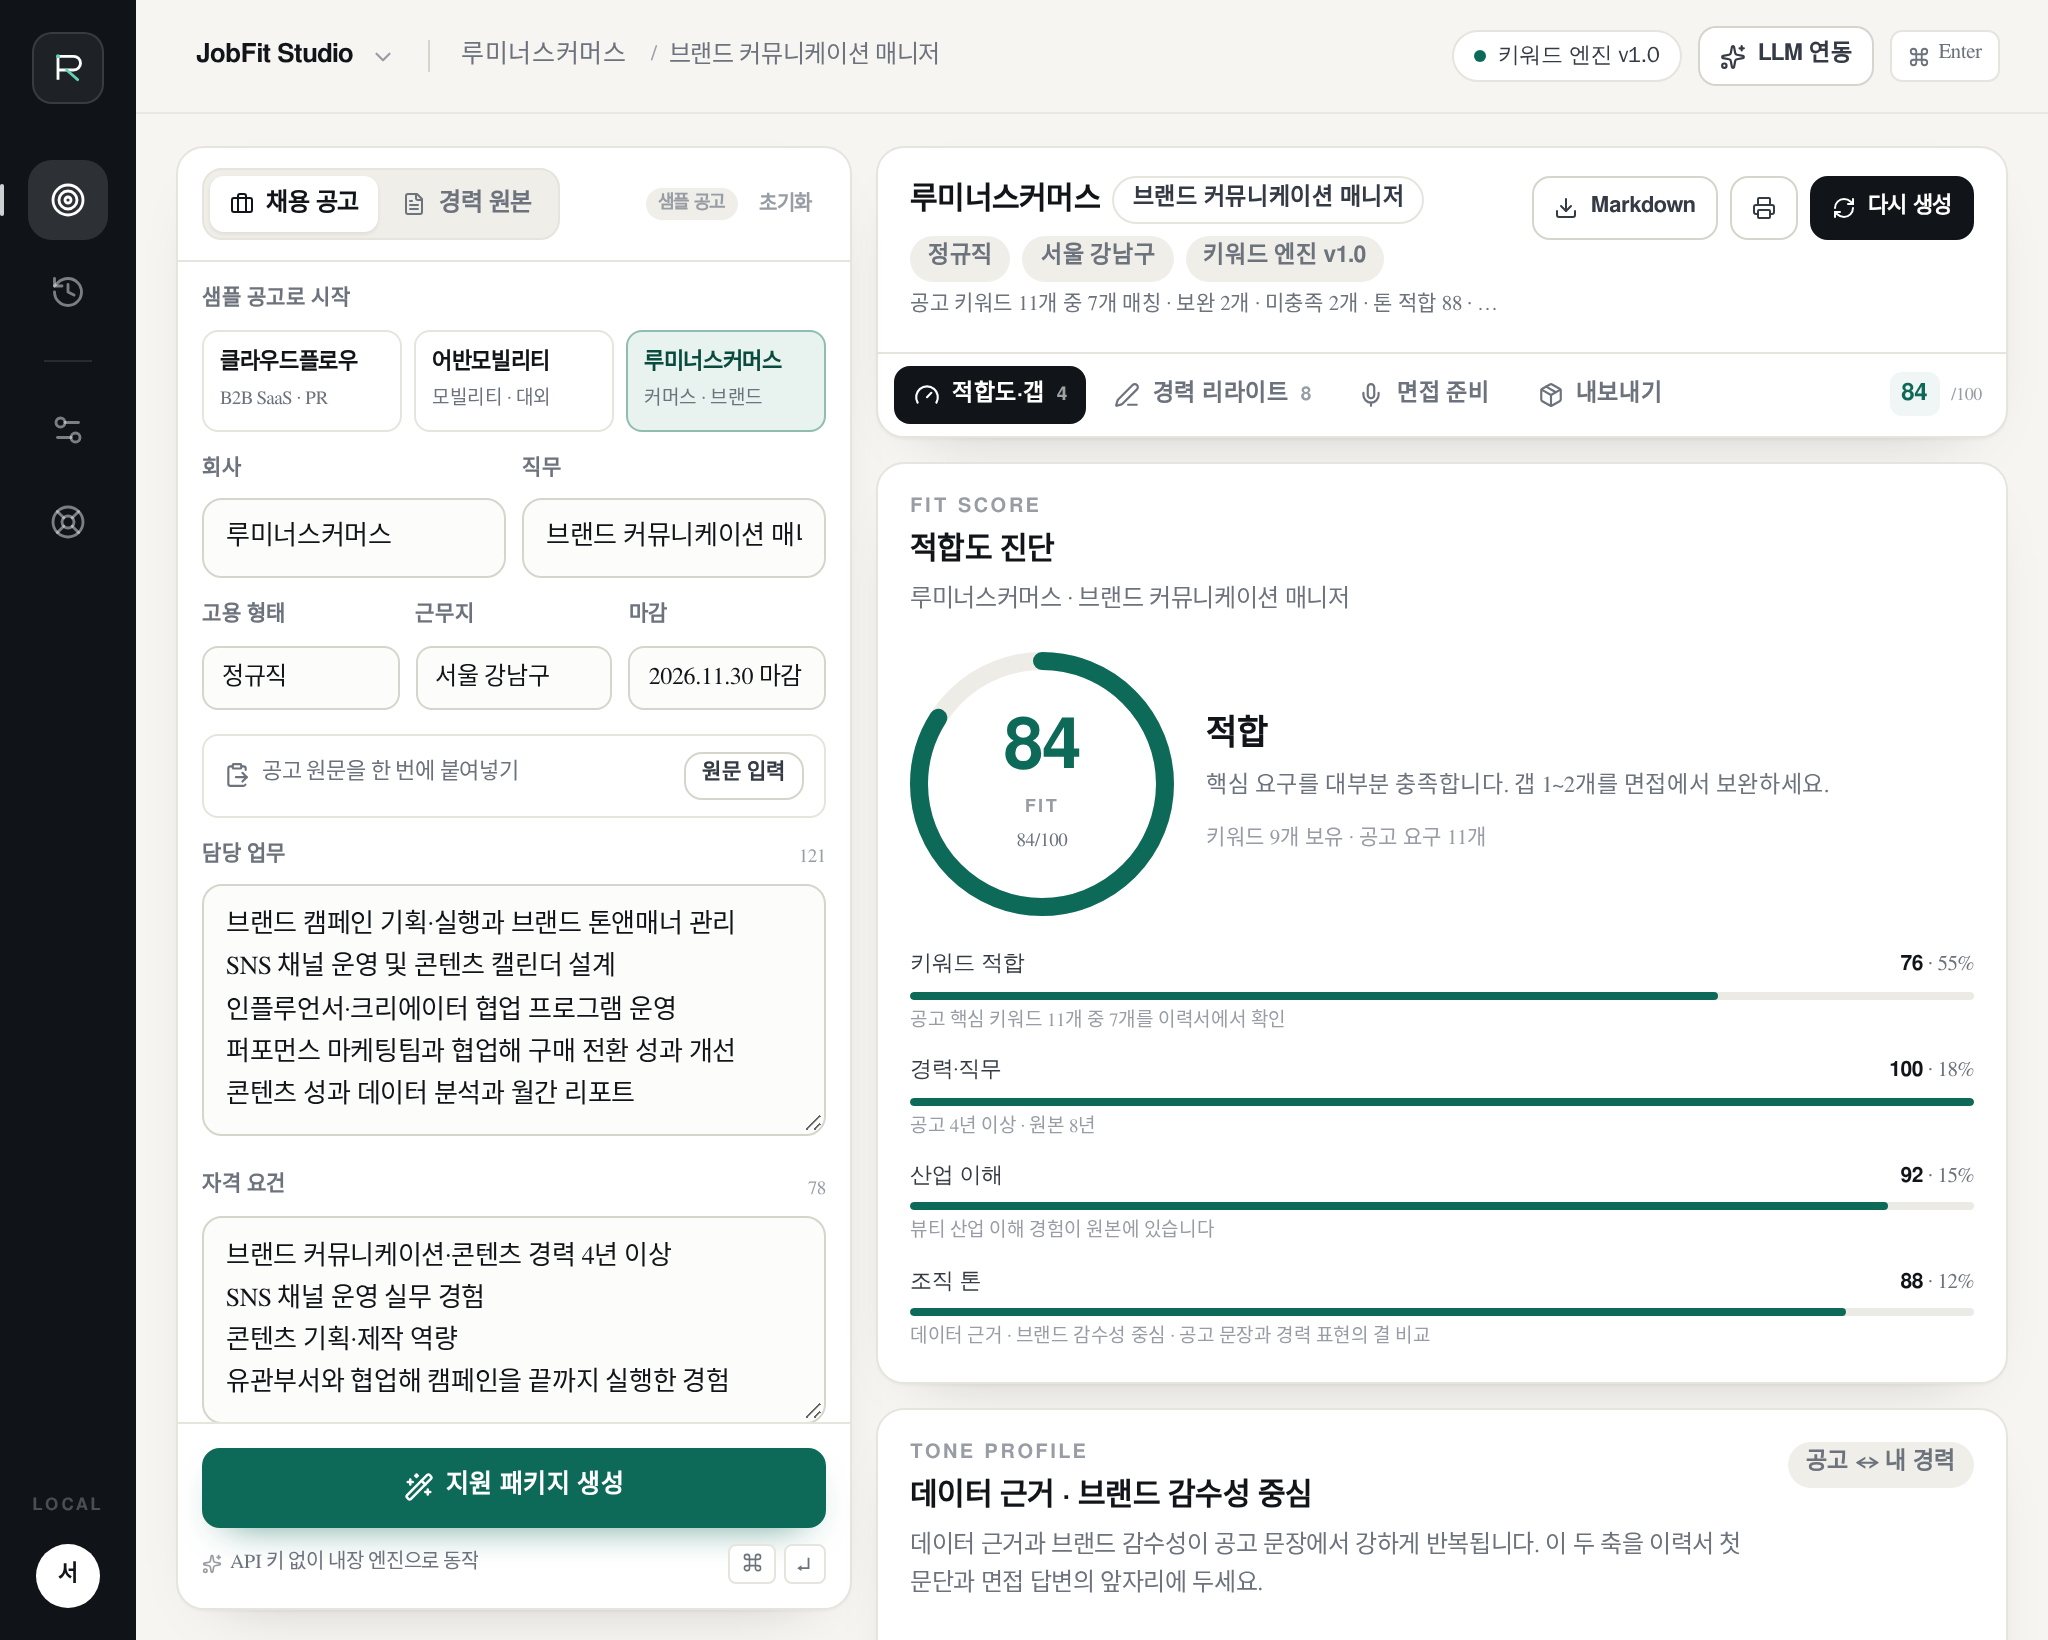 JobFit Studio
루미너스커머스 / 브랜드 커뮤니케이션 매니저
키워드 엔진 v1.0
LLM 연동
⌘ Enter
LOCAL
서
채용 공고
경력 원본
샘플 공고
초기화
샘플 공고로 시작
클라우드플로우
B2B SaaS · PR
어반모빌리티
모빌리티 · 대외
루미너스커머스
커머스 · 브랜드
회사
루미너스커머스
직무
브랜드 커뮤니케이션 매니
고용 형태
정규직
근무지
서울 강남구
마감
2026.11.30 마감
공고 원문을 한 번에 붙여넣기
원문 입력
담당 업무
121
브랜드 캠페인 기획·실행과 브랜드 톤앤매너 관리
SNS 채널 운영 및 콘텐츠 캘린더 설계
인플루언서·크리에이터 협업 프로그램 운영
퍼포먼스 마케팅팀과 협업해 구매 전환 성과 개선
콘텐츠 성과 데이터 분석과 월간 리포트
자격 요건
78
브랜드 커뮤니케이션·콘텐츠 경력 4년 이상
SNS 채널 운영 실무 경험
콘텐츠 기획·제작 역량
유관부서와 협업해 캠페인을 끝까지 실행한 경험
지원 패키지 생성
API 키 없이 내장 엔진으로 동작
⌘ ↵
루미너스커머스
브랜드 커뮤니케이션 매니저
정규직
서울 강남구
키워드 엔진 v1.0
공고 키워드 11개 중 7개 매칭 · 보완 2개 · 미충족 2개 · 톤 적합 88 · …
Markdown
다시 생성
적합도·갭 4
경력 리라이트 8
면접 준비
내보내기
84 /100
FIT SCORE
적합도 진단
루미너스커머스 · 브랜드 커뮤니케이션 매니저
84
FIT
84/100
적합
핵심 요구를 대부분 충족합니다. 갭 1~2개를 면접에서 보완하세요.
키워드 9개 보유 · 공고 요구 11개
키워드 적합
76 · 55%
공고 핵심 키워드 11개 중 7개를 이력서에서 확인
경력·직무
100 · 18%
공고 4년 이상 · 원본 8년
산업 이해
92 · 15%
뷰티 산업 이해 경험이 원본에 있습니다
조직 톤
88 · 12%
데이터 근거 · 브랜드 감수성 중심 · 공고 문장과 경력 표현의 결 비교
TONE PROFILE
데이터 근거 · 브랜드 감수성 중심
공고 ↔ 내 경력
데이터 근거과 브랜드 감수성이 공고 문장에서 강하게 반복됩니다. 이 두 축을 이력서 첫
문단과 면접 답변의 앞자리에 두세요.